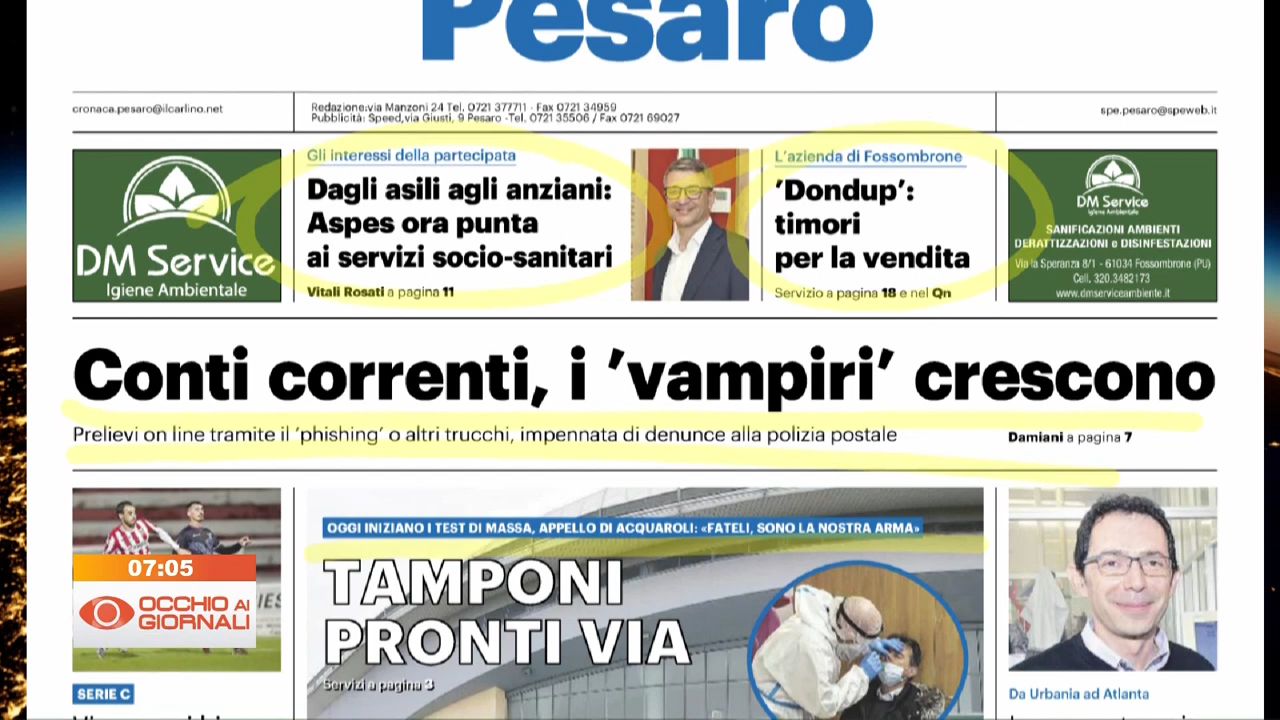 Pesaro
cronaca.pesaro@ilcarlino.net
Redazione:via Manzoni 24 Tel. 0721 377711 - Fax 0721 34959
Pubblicità: Speed,via Giusti, 9 Pesaro -Tel. 0721 35506 / Fax 0721 69027
spe.pesaro@speweb.it
DM Service
Igiene Ambientale
Gli interessi della partecipata
Dagli asili agli anziani:
Aspes ora punta
ai servizi socio-sanitari
Vitali Rosati a pagina 11
L'azienda di Fossombrone
'Dondup':
timori
per la vendita
Servizio a pagina 18 e nel Qn
DM Service
Igiene Ambientale
SANIFICAZIONI AMBIENTI
DERATTIZZAZIONI e DISINFESTAZIONI
Via la Speranza 8/1 - 61034 Fossombrone (PU)
Cell. 320.3482173
www.dmserviceambiente.it
Conti correnti, i 'vampiri' crescono
Prelievi on line tramite il 'phishing' o altri trucchi, impennata di denunce alla polizia postale
Damiani a pagina 7
OGGI INIZIANO I TEST DI MASSA, APPELLO DI ACQUAROLI: «FATELI, SONO LA NOSTRA ARMA»
TAMPONI
PRONTI VIA
Servizi a pagina 3
07:05
OCCHIO AI
GIORNALI
SERIE C
Da Urbania ad Atlanta